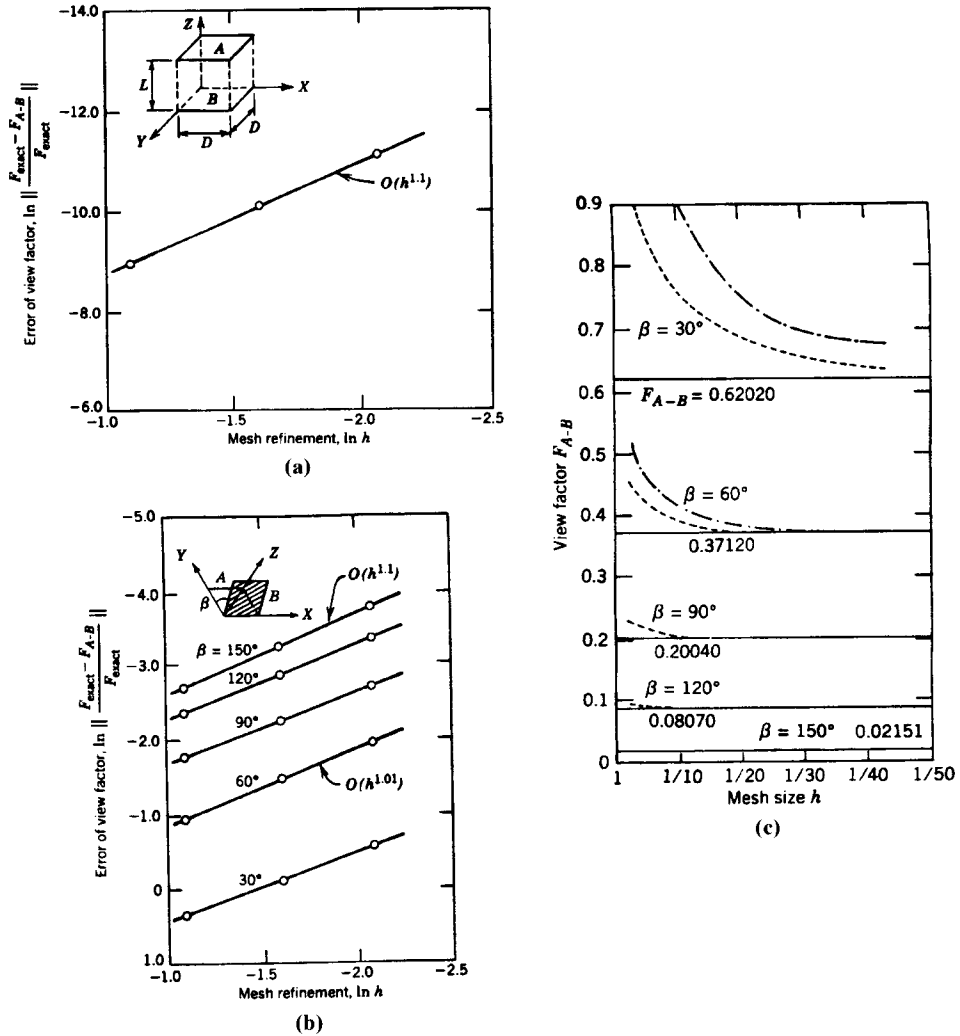 -14.0
-12.0
-10.0
-8.0
-6.0
Error of view factor, ln || F_exact − F_A-B / F_exact ||
Z
A
L
B
X
Y
D
D
O(h^1.1)
-1.0
-1.5
-2.0
-2.5
Mesh refinement, ln h
(a)
-5.0
-4.0
-3.0
-2.0
-1.0
0
1.0
Error of view factor, ln || F_exact − F_A-B / F_exact ||
Y
A
Z
β
B
X
O(h^1.1)
β = 150°
120°
90°
60°
O(h^1.01)
30°
-1.0
-1.5
-2.0
-2.5
Mesh refinement, ln h
(b)
0.9
0.8
0.7
0.6
0.5
0.4
0.3
0.2
0.1
0
View factor F_A-B
β = 30°
F_A−B = 0.62020
β = 60°
0.37120
β = 90°
0.20040
β = 120°
0.08070
β = 150° 0.02151
1
1/10
1/20
1/30
1/40
1/50
Mesh size h
(c)